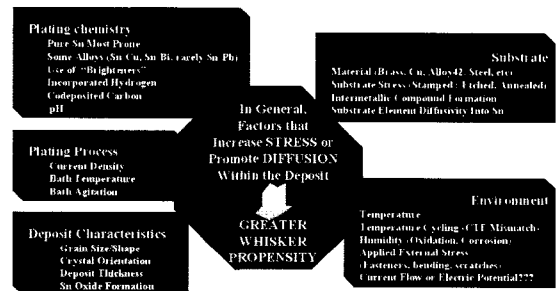 Plating chemistry
Pure Sn Most Prone
Some Alloys (Sn Cu, Sn Bi, rarely Sn Pb)
Use of "Brighteners"
Incorporated Hydrogen
Codeposited Carbon
pH
Plating Process
Current Density
Bath Temperature
Bath Agitation
Deposit Characteristics
Grain Size/Shape
Crystal Orientation
Deposit Thickness
Sn Oxide Formation
In General,
Factors that
Increase STRESS or
Promote DIFFUSION
Within the Deposit
GREATER
WHISKER
PROPENSITY
Substrate
Material (Brass, Cu, Alloy42, Steel, etc)
Substrate Stress (Stamped, Etched, Annealed)
Intermetallic Compound Formation
Substrate Element Diffusivity Into Sn
Environment
Temperature
Temperature Cycling (CTE Mismatch)
Humidity (Oxidation, Corrosion)
Applied External Stress
(Fasteners, bending, scratches)
Current Flow or Electric Potential???